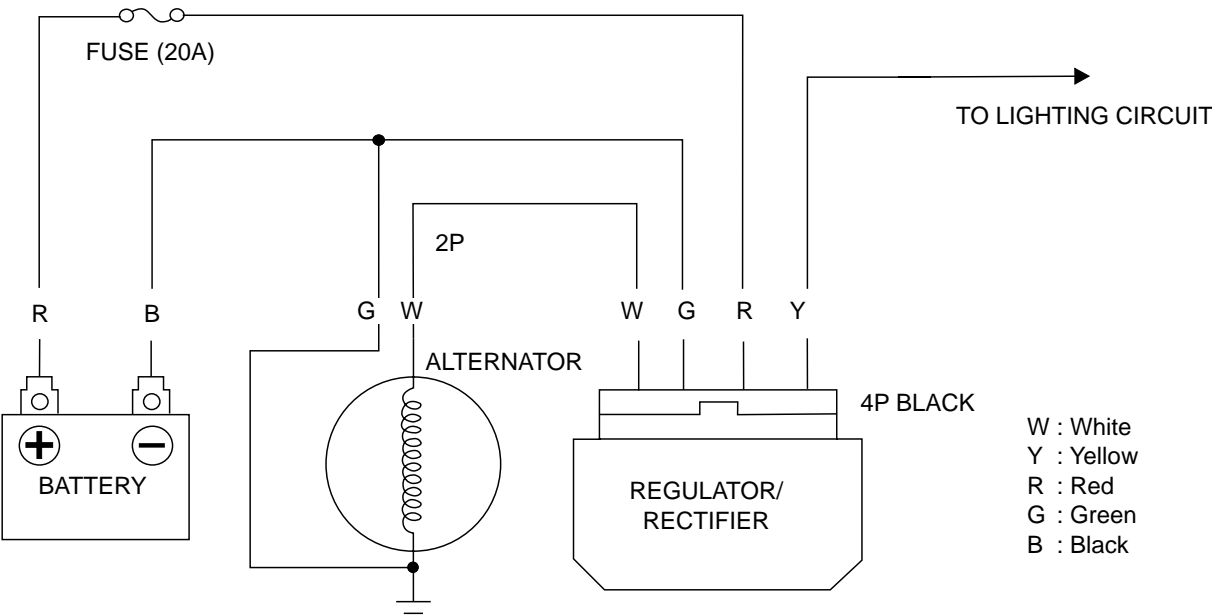 FUSE (20A)
TO LIGHTING CIRCUIT
2P
R
B
G
W
W
G
R
Y
ALTERNATOR
4P BLACK
BATTERY
REGULATOR/
RECTIFIER
W : White
Y : Yellow
R : Red
G : Green
B : Black